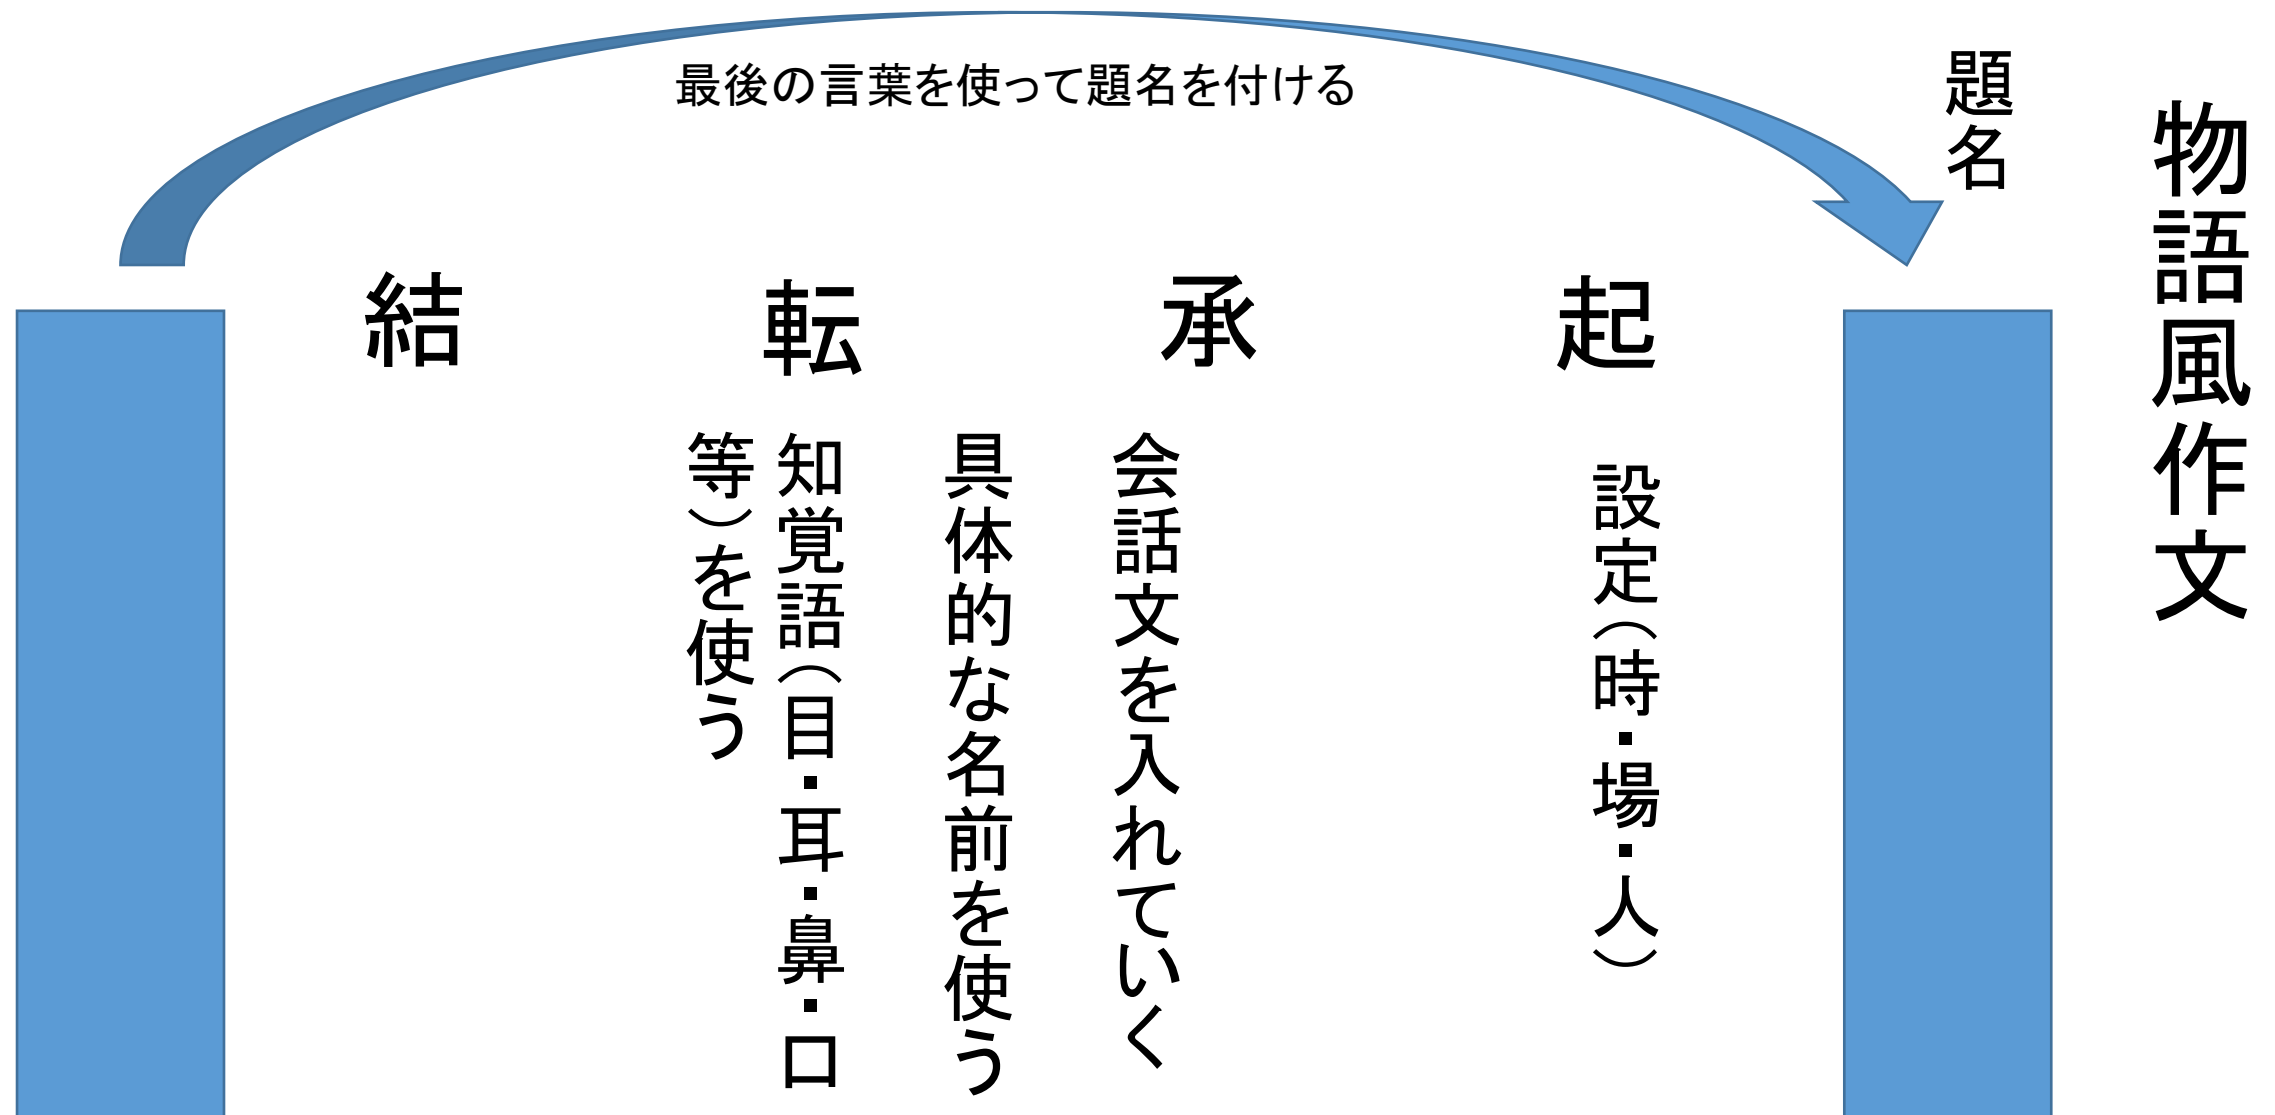 物語風作文
題名
最後の言葉を使って題名を付ける
起
設定（時・場・人）
承
会話文を入れていく
具体的な名前を使う
転
知覚語（目・耳・鼻・口
等）を使う
結